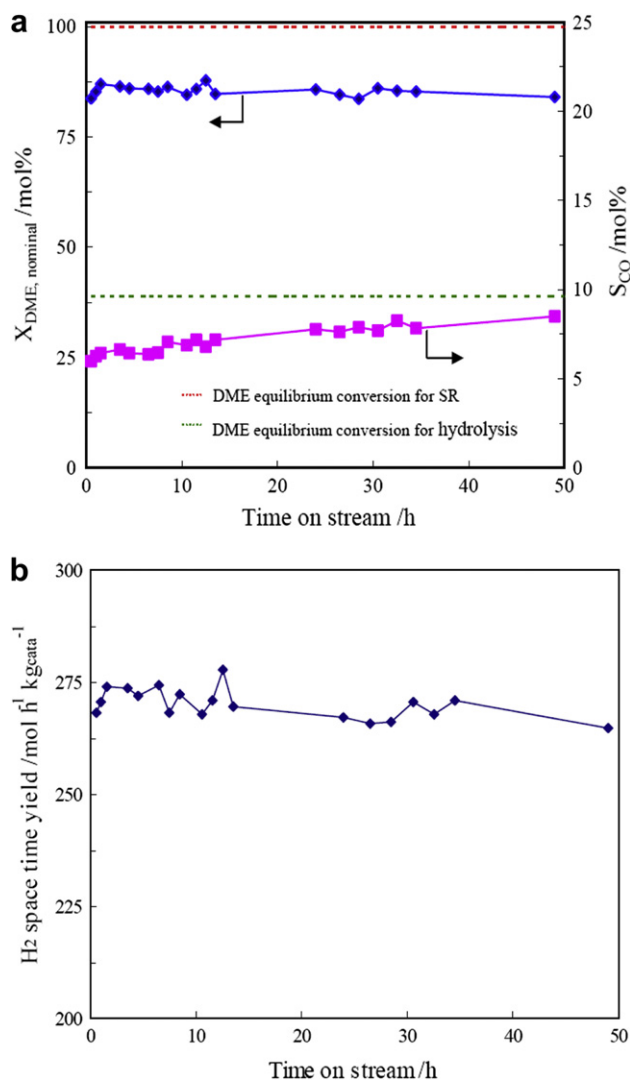 a
100
75
50
25
0
X DME, nominal /mol%
25
20
15
10
5
0
S CO /mol%
DME equilibrium conversion for SR
DME equilibrium conversion for hydrolysis
0 10 20 30 40 50
Time on stream /h
b
300
275
250
225
200
H2 space time yield /mol h-1 kgcata-1
0 10 20 30 40 50
Time on stream /h